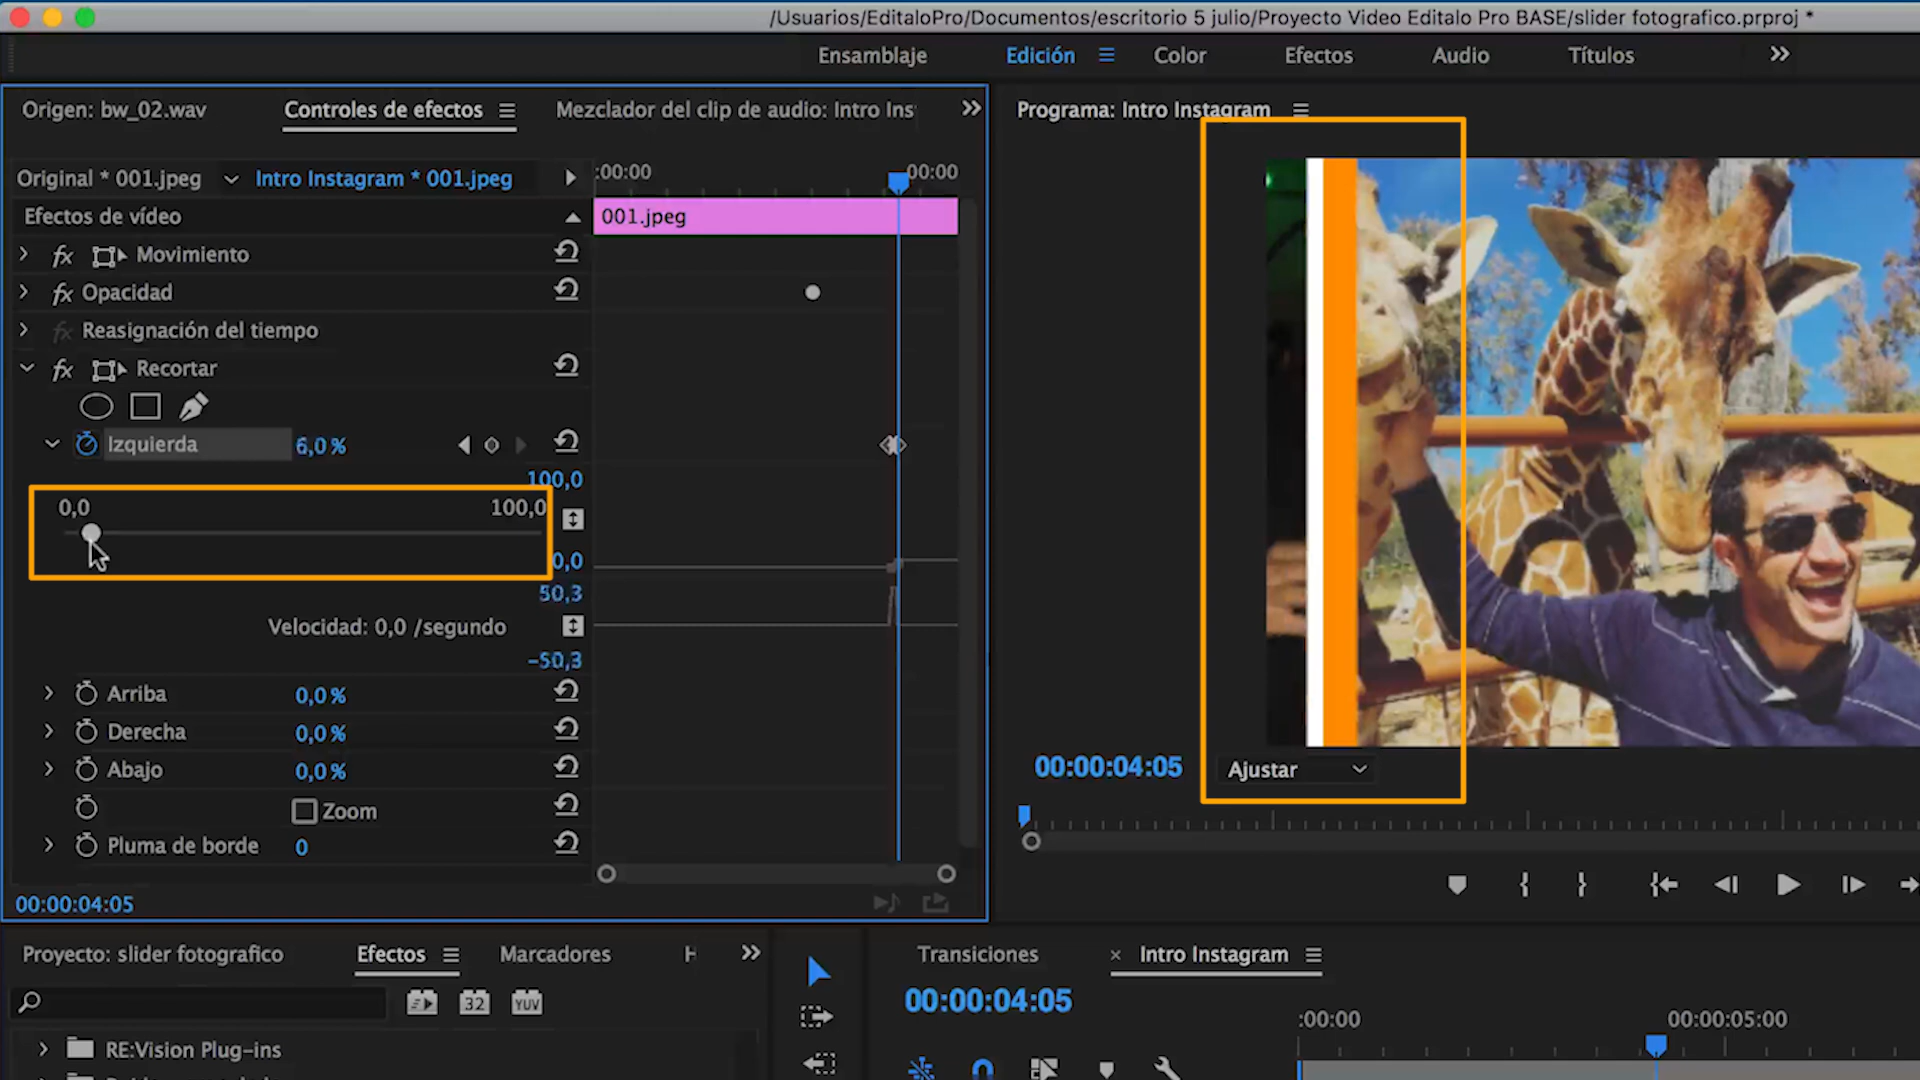 /Usuarios/EditaloPro/Documentos/escritorio 5 julio/Proyecto Video Editalo Pro BASE/slider fotografico.prproj *
Ensamblaje
Edición
Color
Efectos
Audio
Títulos
Origen: bw_02.wav
Controles de efectos
Mezclador del clip de audio: Intro Ins
Programa: Intro Instagram
Original * 001.jpeg
Intro Instagram * 001.jpeg
:00:00
00:00
Efectos de vídeo
001.jpeg
fx Movimiento
fx Opacidad
fx Reasignación del tiempo
fx Recortar
Izquierda
6,0 %
100,0
0,0
100,0
0,0
50,3
Velocidad: 0,0 /segundo
-50,3
Arriba
0,0 %
Derecha
0,0 %
Abajo
0,0 %
Zoom
Pluma de borde
0
00:00:04:05
00:00:04:05
Ajustar
Proyecto: slider fotografico
Efectos
Marcadores
H
Transiciones
Intro Instagram
00:00:04:05
32
YUV
:00:00
00:00:05:00
RE:Vision Plug-ins